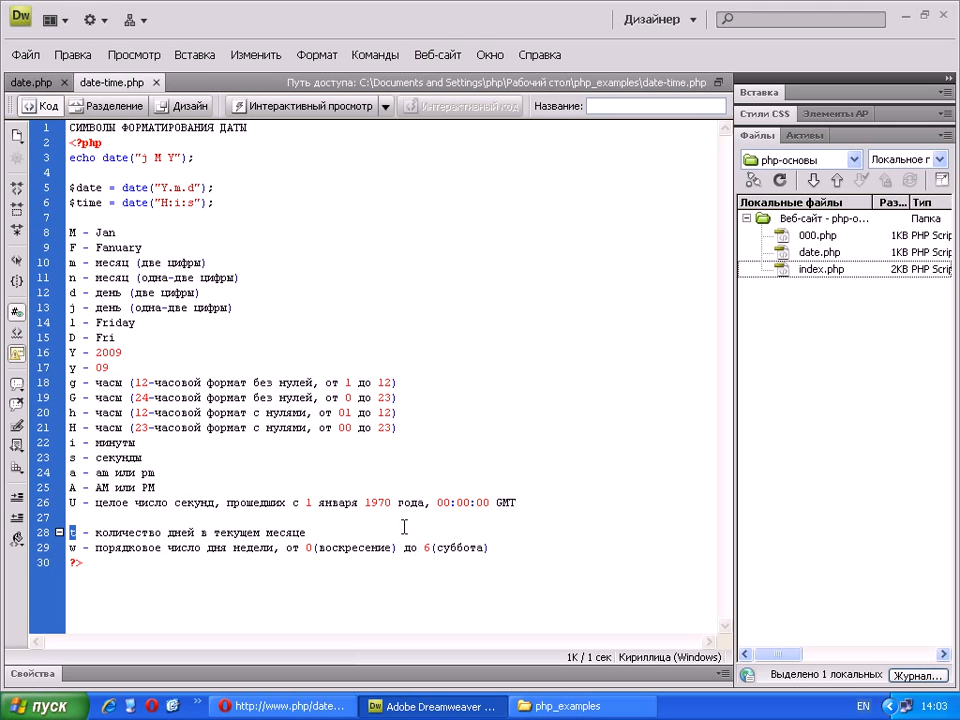 Dw
Дизайнер
Файл Правка Просмотр Вставка Изменить Формат Команды Веб-сайт Окно Справка
date.php date-time.php Путь доступа: C:\Documents and Settings\php\Рабочий стол\php_examples\date-time.php
Код Разделение Дизайн Интерактивный просмотр Интерактивный код Название:
1 СИМВОЛЫ ФОРМАТИРОВАНИЯ ДАТЫ
2 <?php
3 echo date("j M Y");
4
5 $date = date("Y.m.d");
6 $time = date("H:i:s");
7
8 M - Jan
9 F - Fanuary
10 m - месяц (две цифры)
11 n - месяц (одна-две цифры)
12 d - день (две цифры)
13 j - день (одна-две цифры)
14 l - Friday
15 D - Fri
16 Y - 2009
17 y - 09
18 g - часы (12-часовой формат без нулей, от 1 до 12)
19 G - часы (24-часовой формат без нулей, от 0 до 23)
20 h - часы (12-часовой формат с нулями, от 01 до 12)
21 H - часы (23-часовой формат с нулями, от 00 до 23)
22 i - минуты
23 s - секунды
24 a - am или pm
25 A - AM или PM
26 U - целое число секунд, прошедших с 1 января 1970 года, 00:00:00 GMT
27
28 t - количество дней в текущем месяце
29 w - порядковое число дня недели, от 0(воскресение) до 6(суббота)
30 ?>
1K / 1 сек Кириллица (Windows)
Свойства
Вставка
Стили CSS Элементы AP
Файлы Активы
php-основы Локальное г
Локальные файлы Раз... Тип
Веб-сайт - php-о... Папка
000.php 1KB PHP Scrip
date.php 1KB PHP Scrip
index.php 2KB PHP Scrip
Выделено 1 локальных Журнал...
пуск http://www.php/date... Adobe Dreamweaver ... php_examples EN 14:03